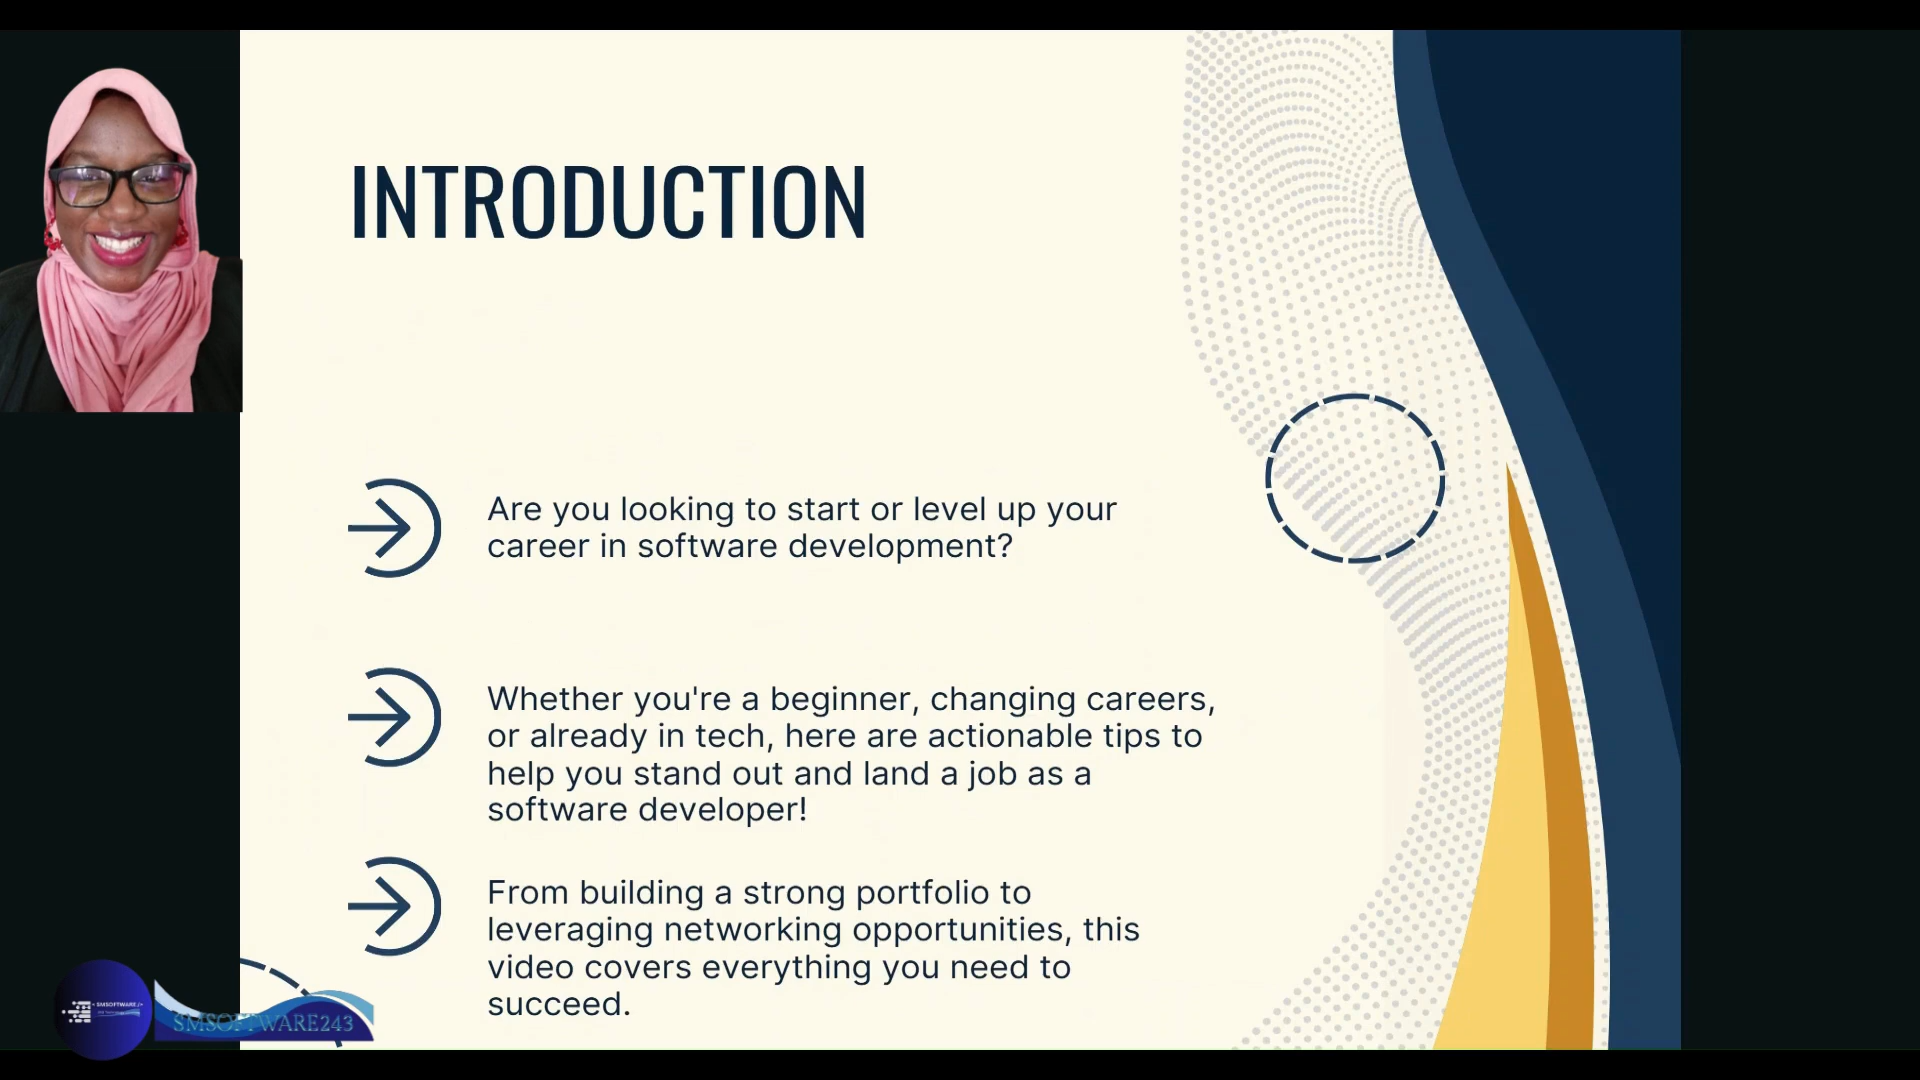 INTRODUCTION
Are you looking to start or level up your
career in software development?
Whether you're a beginner, changing careers,
or already in tech, here are actionable tips to
help you stand out and land a job as a
software developer!
From building a strong portfolio to
leveraging networking opportunities, this
video covers everything you need to
succeed.
SMSOFTWARE
SMSOFTWARE243